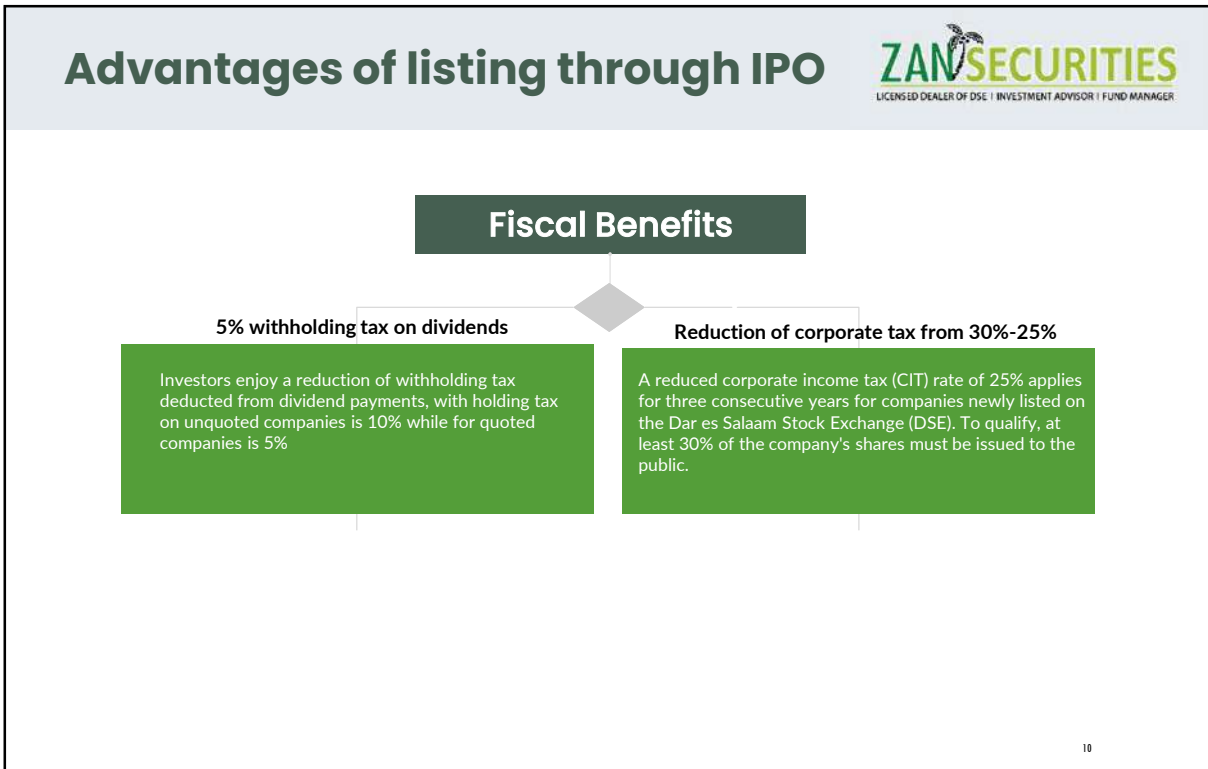 Advantages of listing through IPO
ZANSECURITIES
LICENSED DEALER OF DSE I INVESTMENT ADVISOR I FUND MANAGER
Fiscal Benefits
5% withholding tax on dividends
Investors enjoy a reduction of withholding tax
deducted from dividend payments, with holding tax
on unquoted companies is 10% while for quoted
companies is 5%
Reduction of corporate tax from 30%-25%
A reduced corporate income tax (CIT) rate of 25% applies
for three consecutive years for companies newly listed on
the Dar es Salaam Stock Exchange (DSE). To qualify, at
least 30% of the company's shares must be issued to the
public.
10